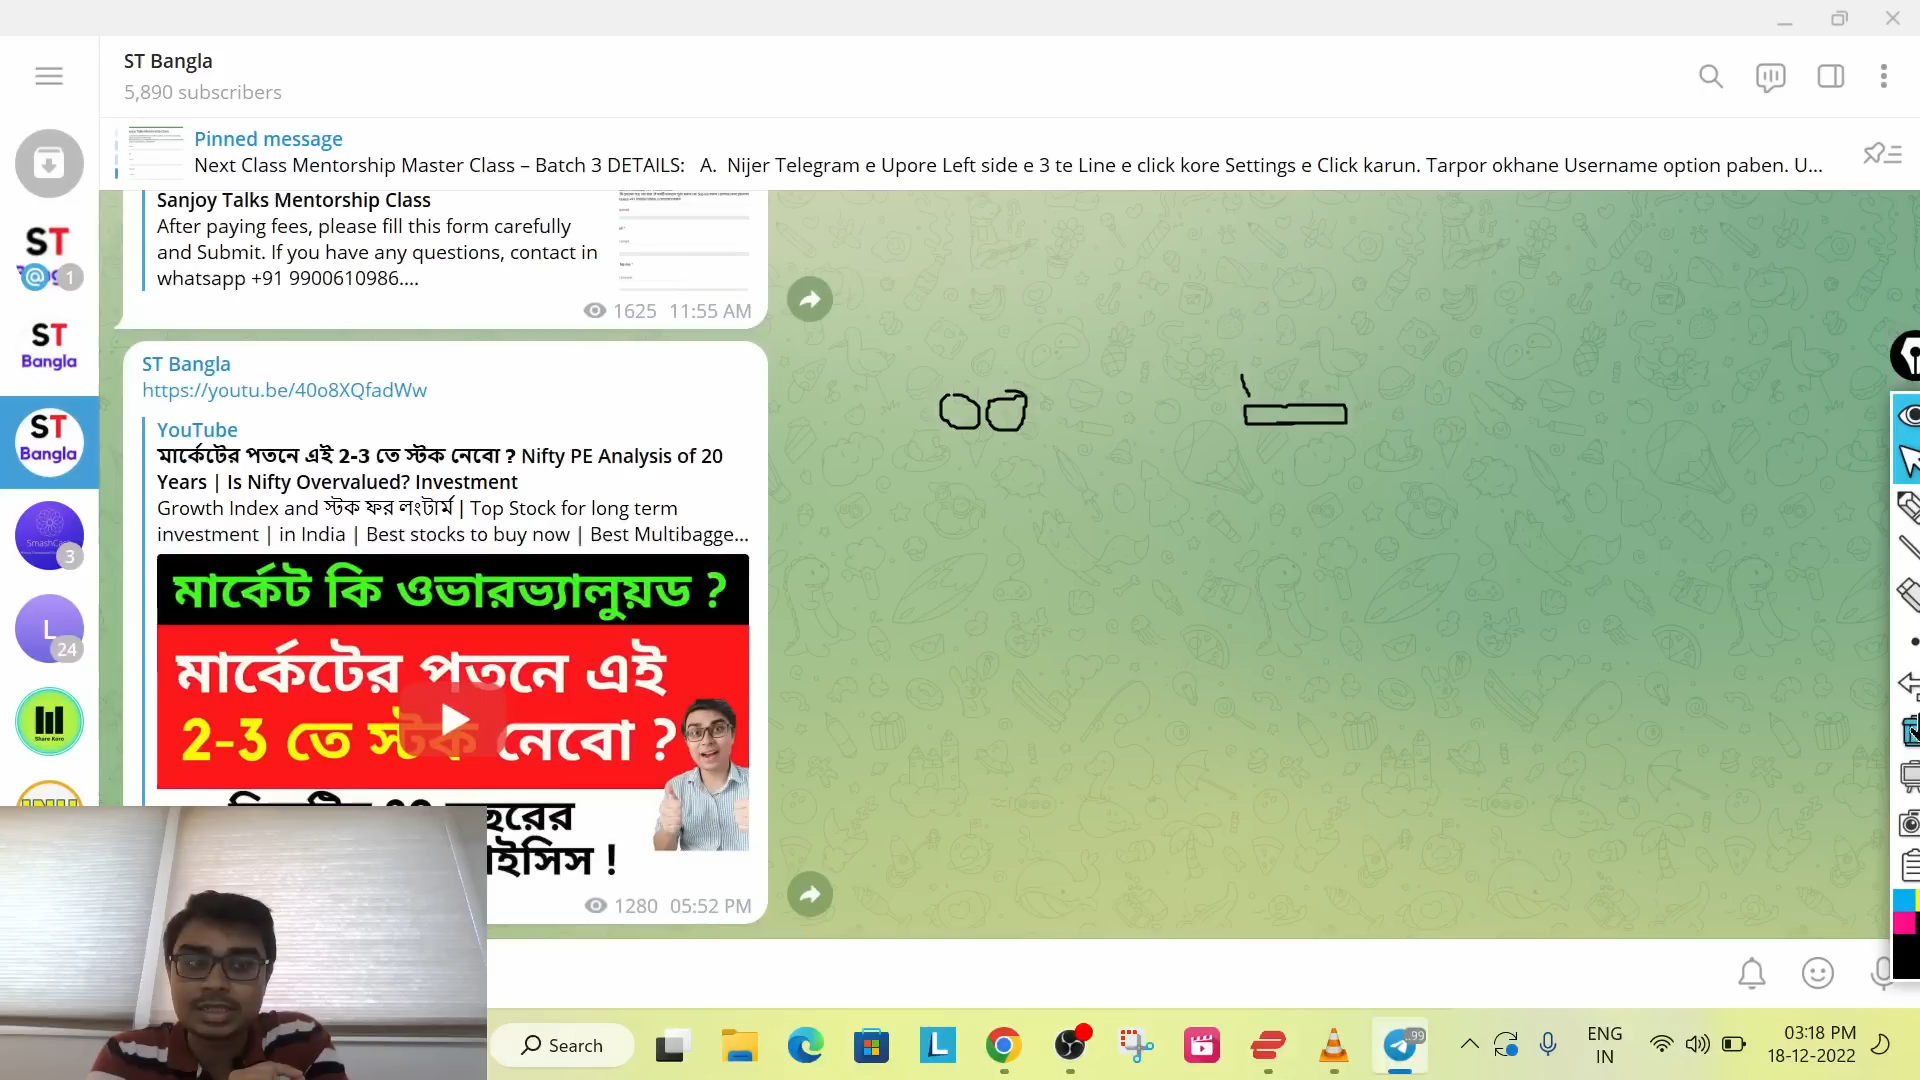 ST Bangla
5,890 subscribers
Pinned message
Next Class Mentorship Master Class – Batch 3 DETAILS: A. Nijer Telegram e Upore Left side e 3 te Line e click kore Settings e Click karun. Tarpor okhane Username option paben. U...
Sanjoy Talks Mentorship Class
After paying fees, please fill this form carefully
and Submit. If you have any questions, contact in
whatsapp +91 9900610986....
1625 11:55 AM
ST
1
ST
Bangla
ST
Bangla
3
L
24
ST Bangla
https://youtu.be/40o8XQfadWw
YouTube
মার্কেটের পতনে এই 2-3 তে স্টক নেবো ? Nifty PE Analysis of 20
Years | Is Nifty Overvalued? Investment
Growth Index and স্টক ফর লংটার্ম | Top Stock for long term
investment | in India | Best stocks to buy now | Best Multibagge...
মার্কেট কি ওভারভ্যালুয়ড ?
মার্কেটের পতনে এই
2-3 তে স্টক নেবো ?
1280 05:52 PM
Search
L
99
ENG
IN
03:18 PM
18-12-2022